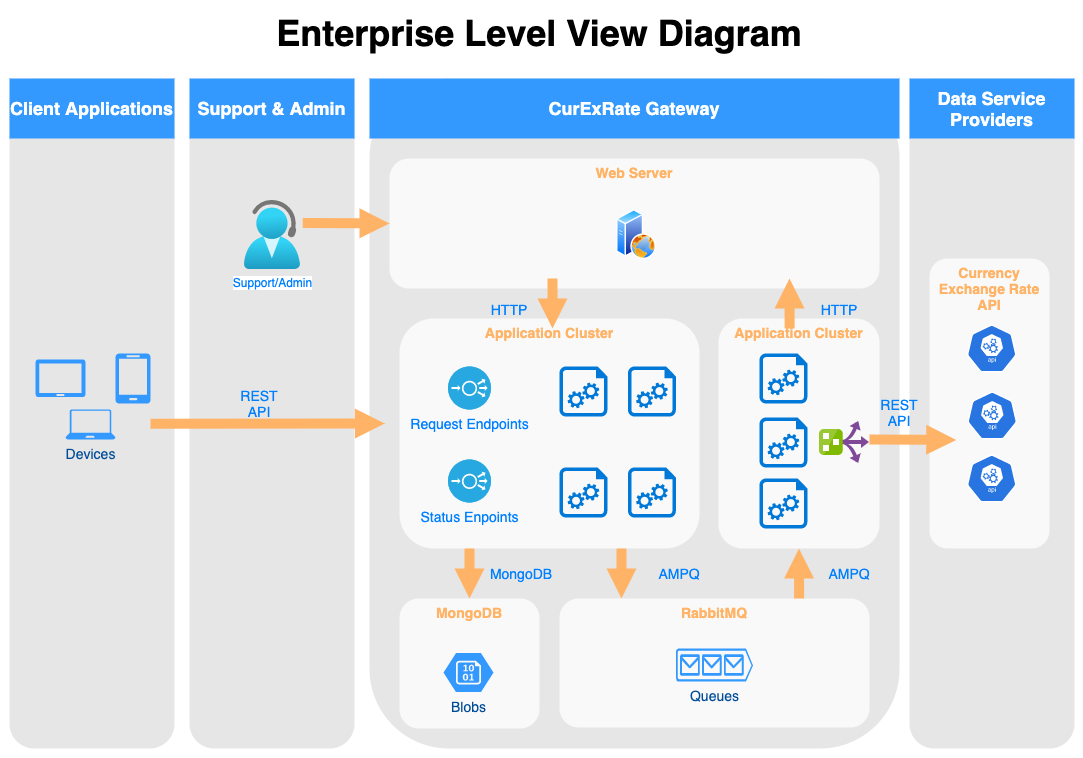 Enterprise Level View Diagram
Client Applications
Support & Admin
CurExRate Gateway
Data Service
Providers
Web Server
Support/Admin
Currency
Exchange Rate
API
HTTP
HTTP
Application Cluster
Application Cluster
api
api
api
REST
API
REST
API
Request Endpoints
Devices
Status Enpoints
MongoDB
AMPQ
AMPQ
MongoDB
RabbitMQ
10
01
Blobs
Queues